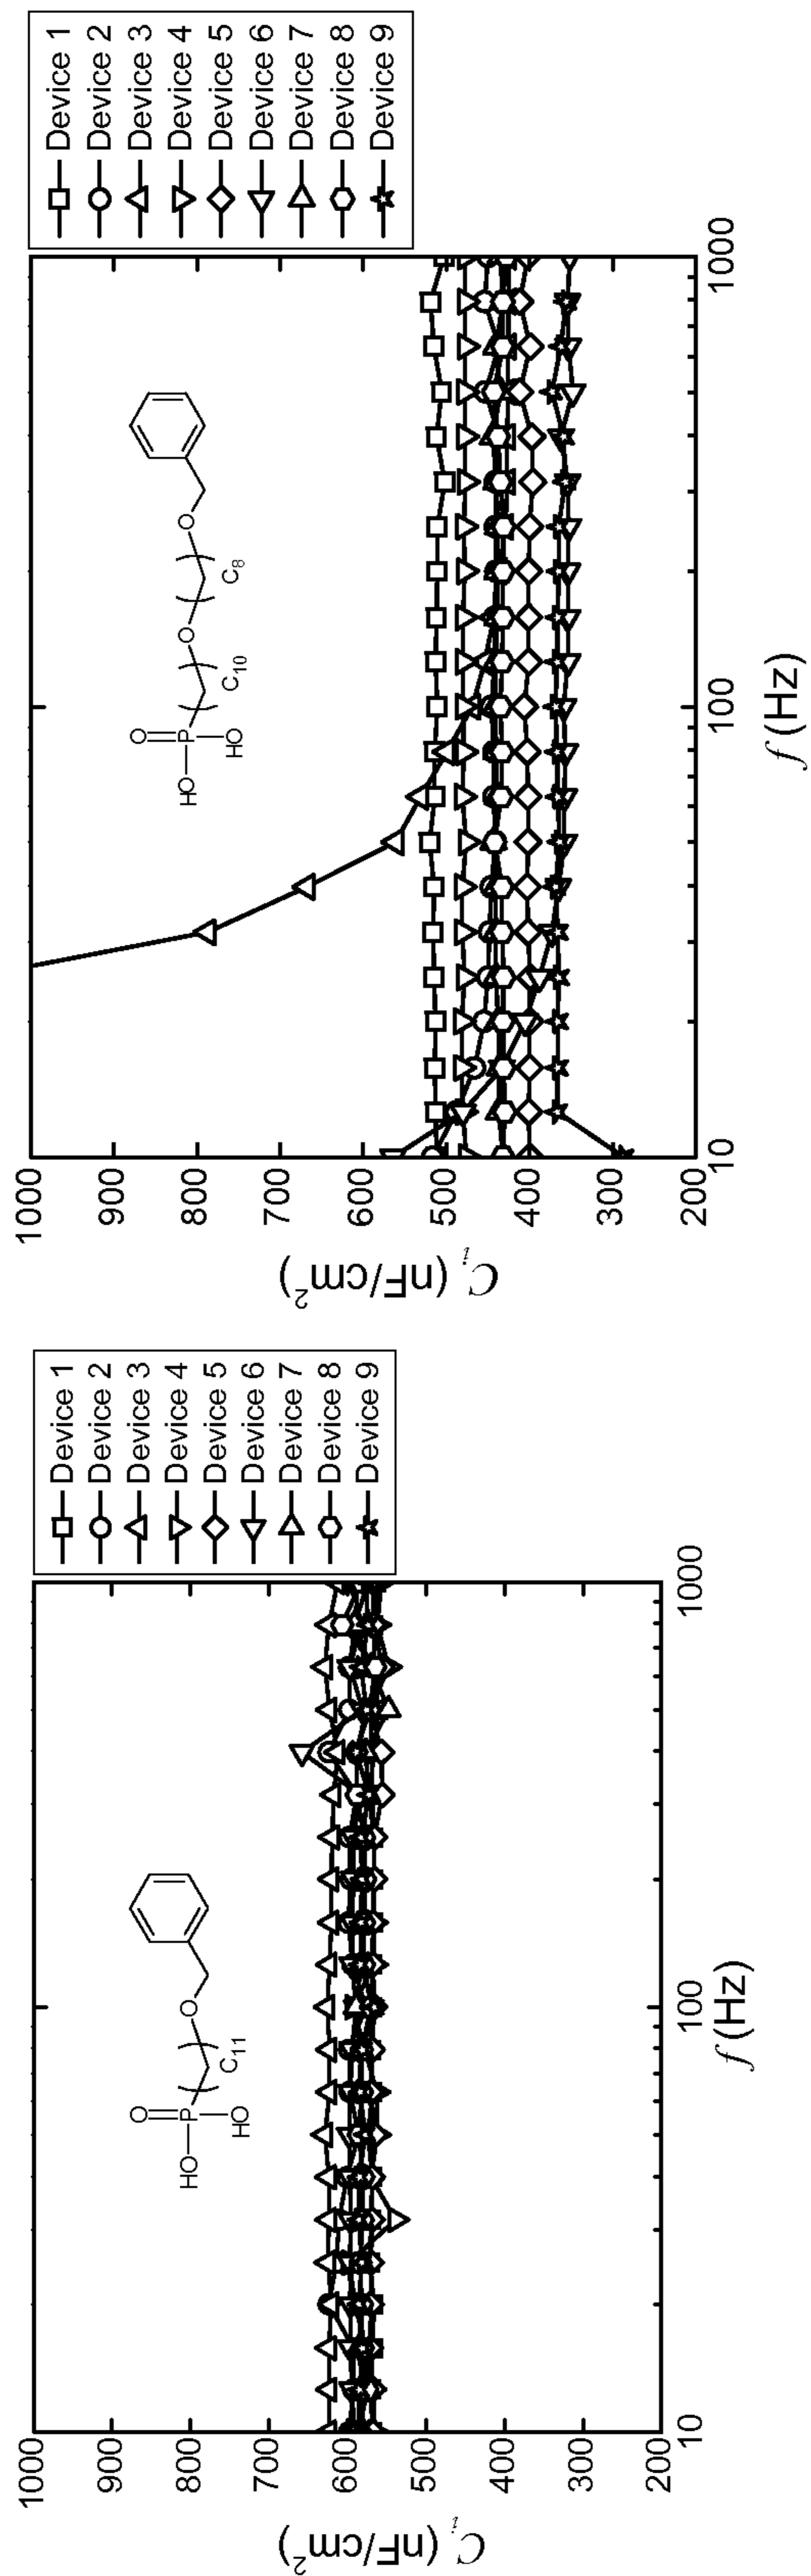 1000
900
800
700
600
500
400
300
200
C_i (nF/cm²)
10
100
1000
f (Hz)
O
HO
P
HO
C11
O
Device 1
Device 2
Device 3
Device 4
Device 5
Device 6
Device 7
Device 8
Device 9
1000
900
800
700
600
500
400
300
200
C_i (nF/cm²)
10
100
1000
f (Hz)
O
HO
P
HO
C10
O
C8
O
Device 1
Device 2
Device 3
Device 4
Device 5
Device 6
Device 7
Device 8
Device 9